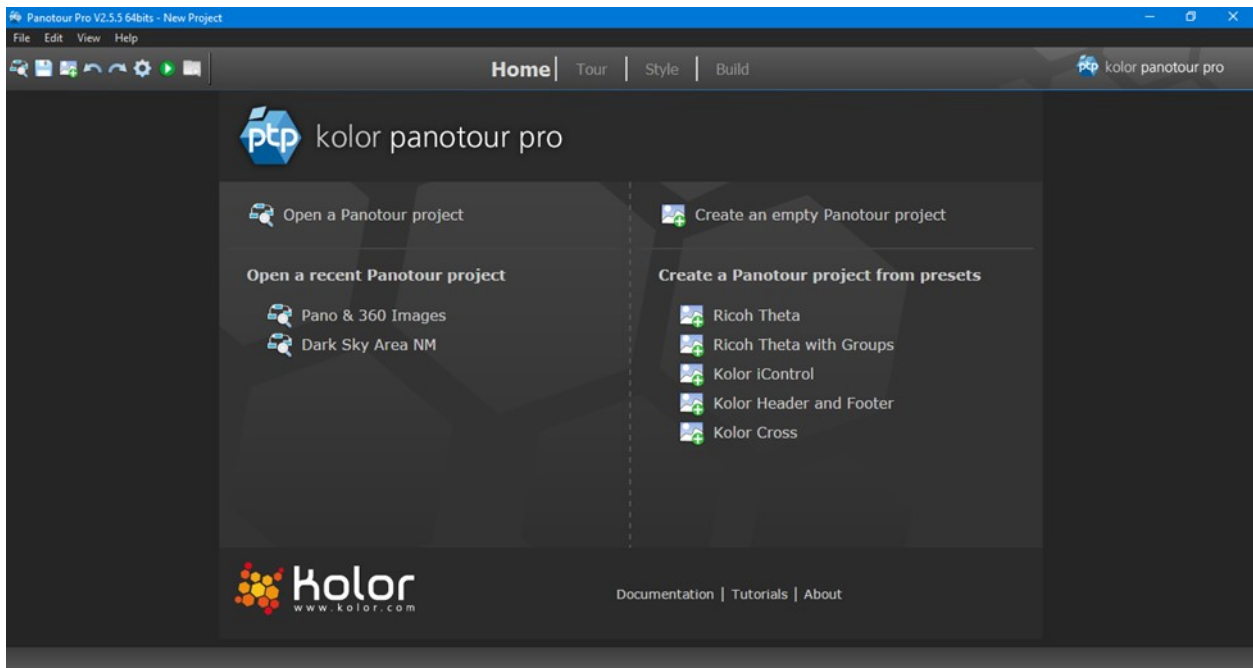 Panotour Pro V2.5.5 64bits - New Project
File Edit View Help
Home | Tour | Style | Build
kolor panotour pro
ptp kolor panotour pro
Open a Panotour project
Create an empty Panotour project
Open a recent Panotour project
Pano & 360 Images
Dark Sky Area NM
Create a Panotour project from presets
Ricoh Theta
Ricoh Theta with Groups
Kolor iControl
Kolor Header and Footer
Kolor Cross
Kolor
www.kolor.com
Documentation | Tutorials | About